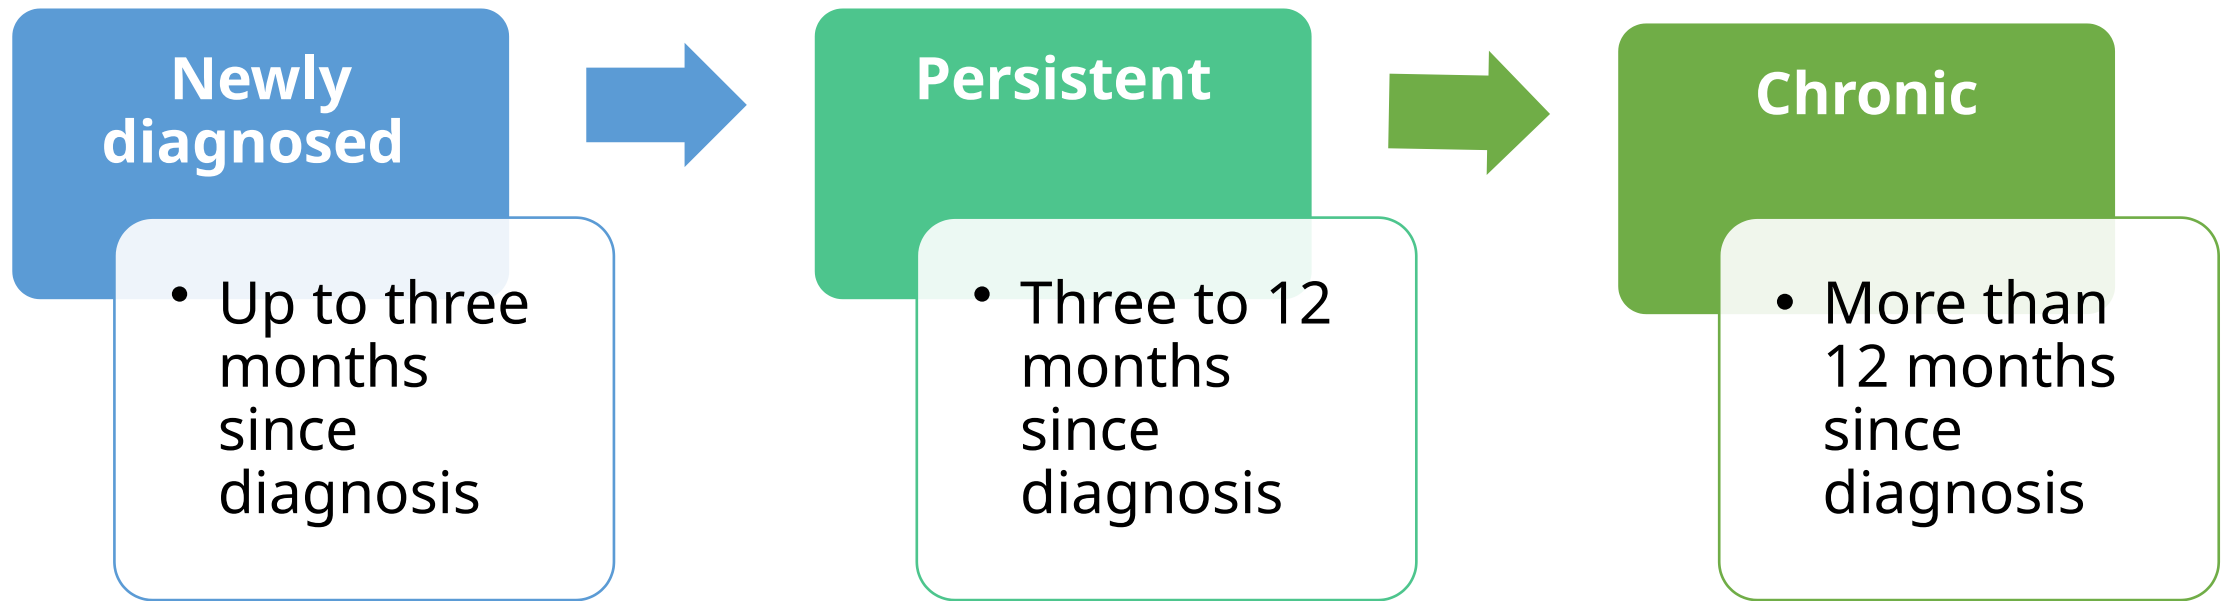 Newly
diagnosed
• Up to three
months
since
diagnosis
Persistent
• Three to 12
months
since
diagnosis
Chronic
• More than
12 months
since
diagnosis